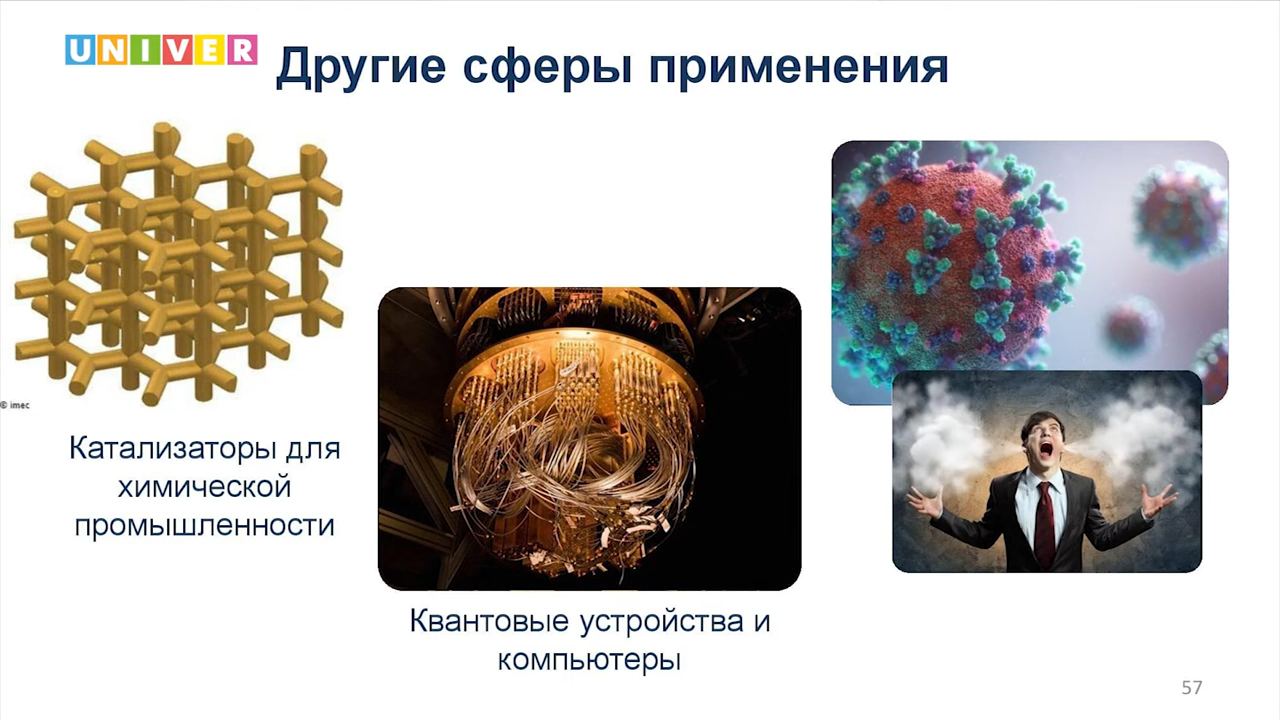 UNIVER
Другие сферы применения
© imec
Катализаторы для
химической
промышленности
Квантовые устройства и
компьютеры
57